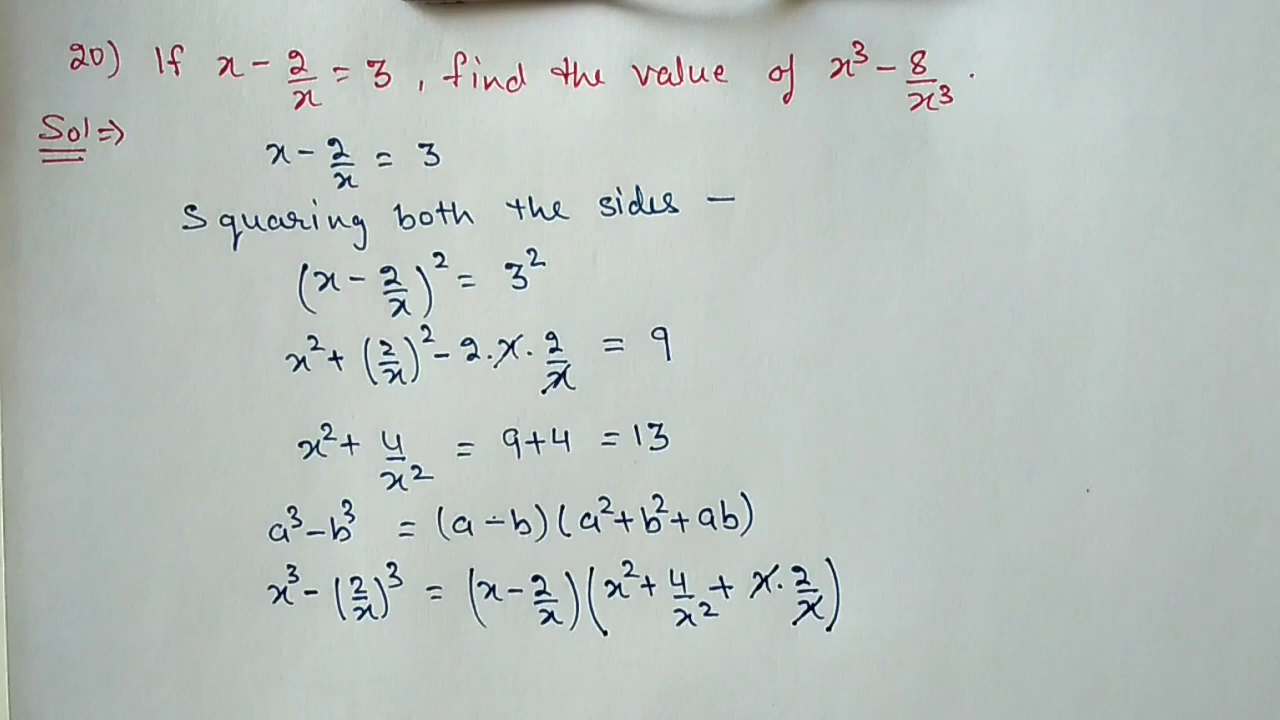 20) If x - 2/x = 3, find the value of x³ - 8/x³.
Sol ⇒
x - 2/x = 3
Squaring both the sides —
(x - 2/x)² = 3²
x² + (2/x)² - 2.x.2/x = 9
x² + 4/x² = 9+4 = 13
a³-b³ = (a-b)(a²+b²+ab)
x³ - (2/x)³ = (x - 2/x)(x² + 4/x² + x.2/x)